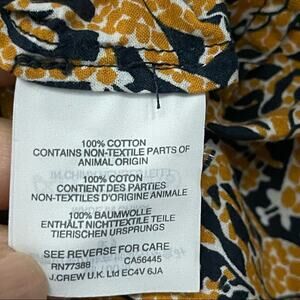 100% COTTON
CONTAINS NON-TEXTILE PARTS OF
ANIMAL ORIGIN
100% COTON
CONTIENT DES PARTIES
NON-TEXTILES D'ORIGINE ANIMALE
100% BAUMWOLLE
ENTHÄLT NICHTTEXTILE TEILE
TIERISCHEN URSPRUNGS
SEE REVERSE FOR CARE
RN77388 CA56445
J.CREW U.K. Ltd EC4V 6JA